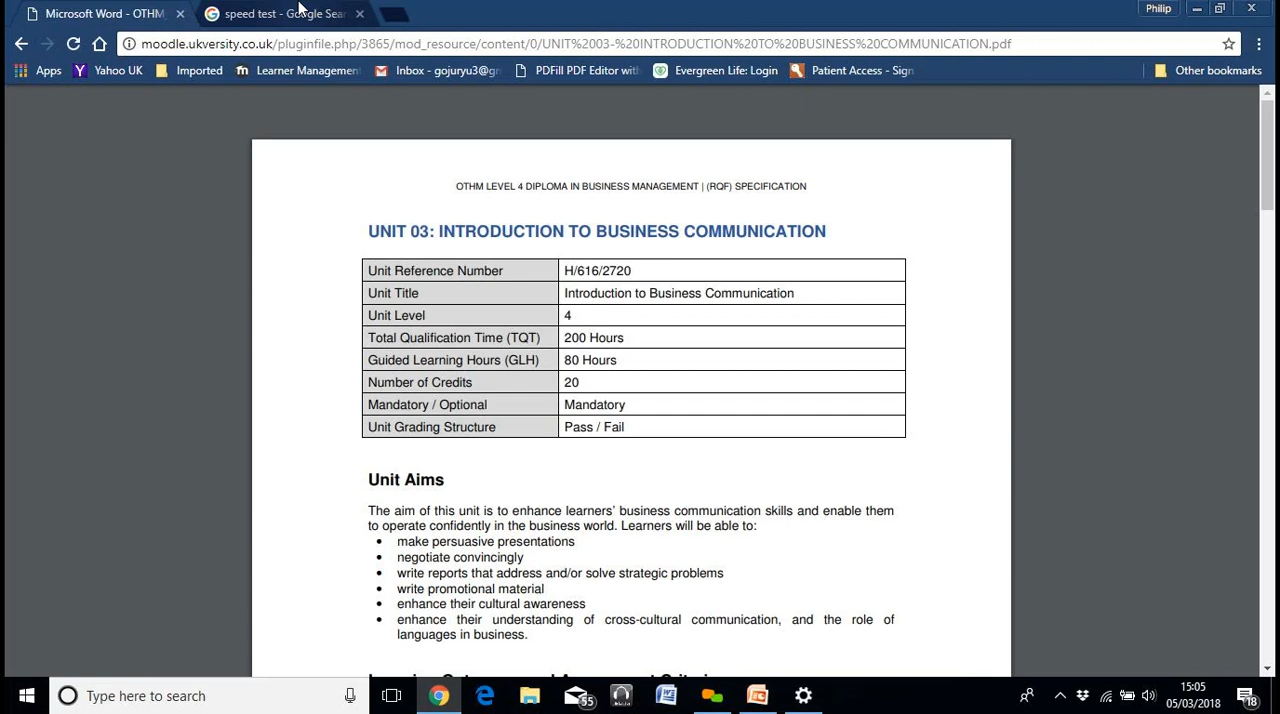 Microsoft Word - OTHM
speed test - Google Sear
Philip
moodle.ukversity.co.uk/pluginfile.php/3865/mod_resource/content/0/UNIT%2003-%20INTRODUCTION%20TO%20BUSINESS%20COMMUNICATION.pdf
Apps Yahoo UK Imported Learner Management Inbox - gojuryu3@g PDFill PDF Editor with Evergreen Life: Login Patient Access - Sign Other bookmarks
OTHM LEVEL 4 DIPLOMA IN BUSINESS MANAGEMENT | (RQF) SPECIFICATION
UNIT 03: INTRODUCTION TO BUSINESS COMMUNICATION
Unit Reference Number H/616/2720
Unit Title Introduction to Business Communication
Unit Level 4
Total Qualification Time (TQT) 200 Hours
Guided Learning Hours (GLH) 80 Hours
Number of Credits 20
Mandatory / Optional Mandatory
Unit Grading Structure Pass / Fail
Unit Aims
The aim of this unit is to enhance learners' business communication skills and enable them
to operate confidently in the business world. Learners will be able to:
• make persuasive presentations
• negotiate convincingly
• write reports that address and/or solve strategic problems
• write promotional material
• enhance their cultural awareness
• enhance their understanding of cross-cultural communication, and the role of
languages in business.
Type here to search
55
15:05
05/03/2018
18